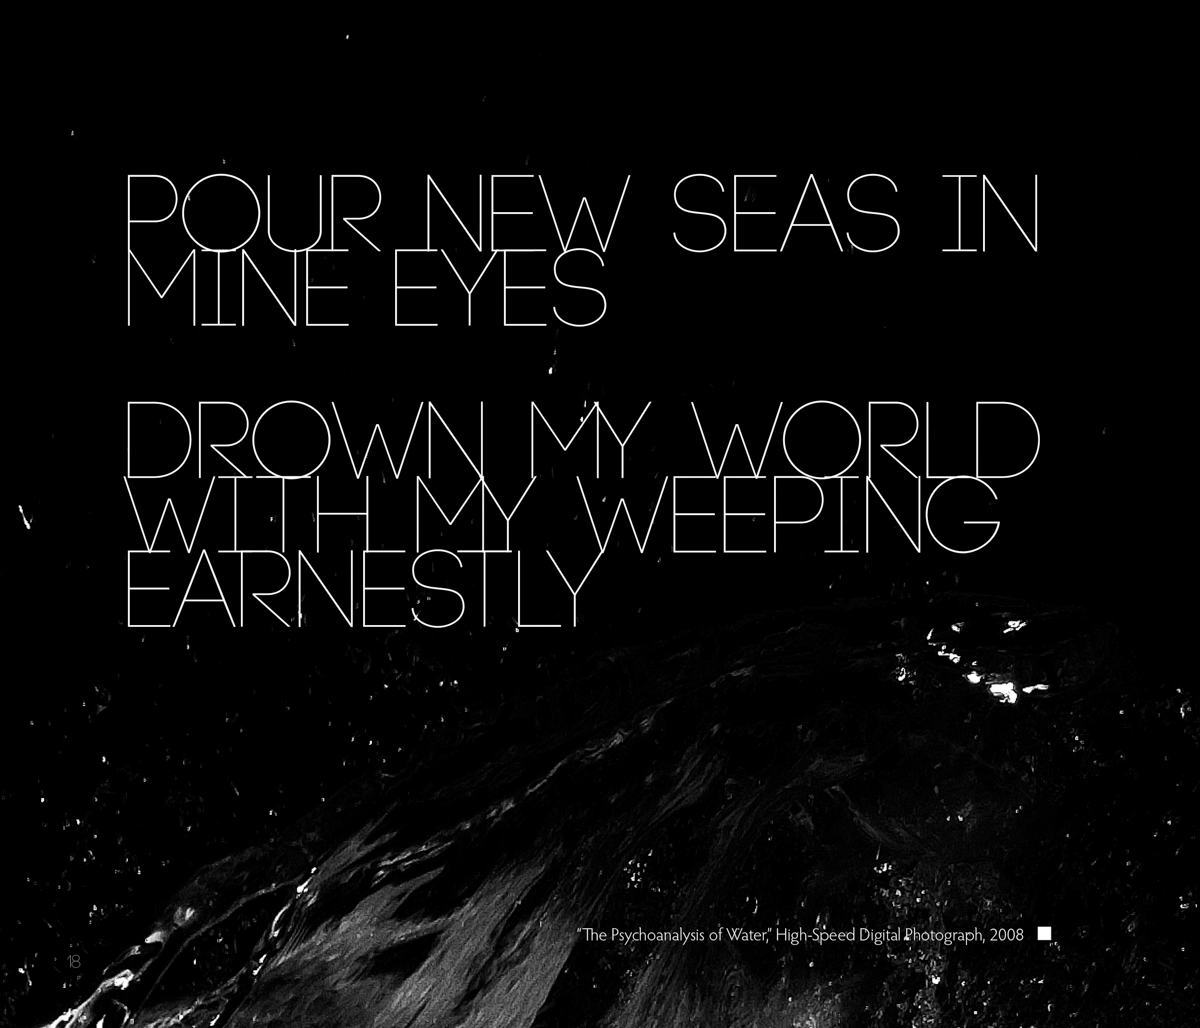 POUR NEW SEAS IN
MINE EYES
DROWN MY WORLD
WITH MY WEEPING
EARNESTLY
“The Psychoanalysis of Water,” High-Speed Digital Photograph, 2008
18